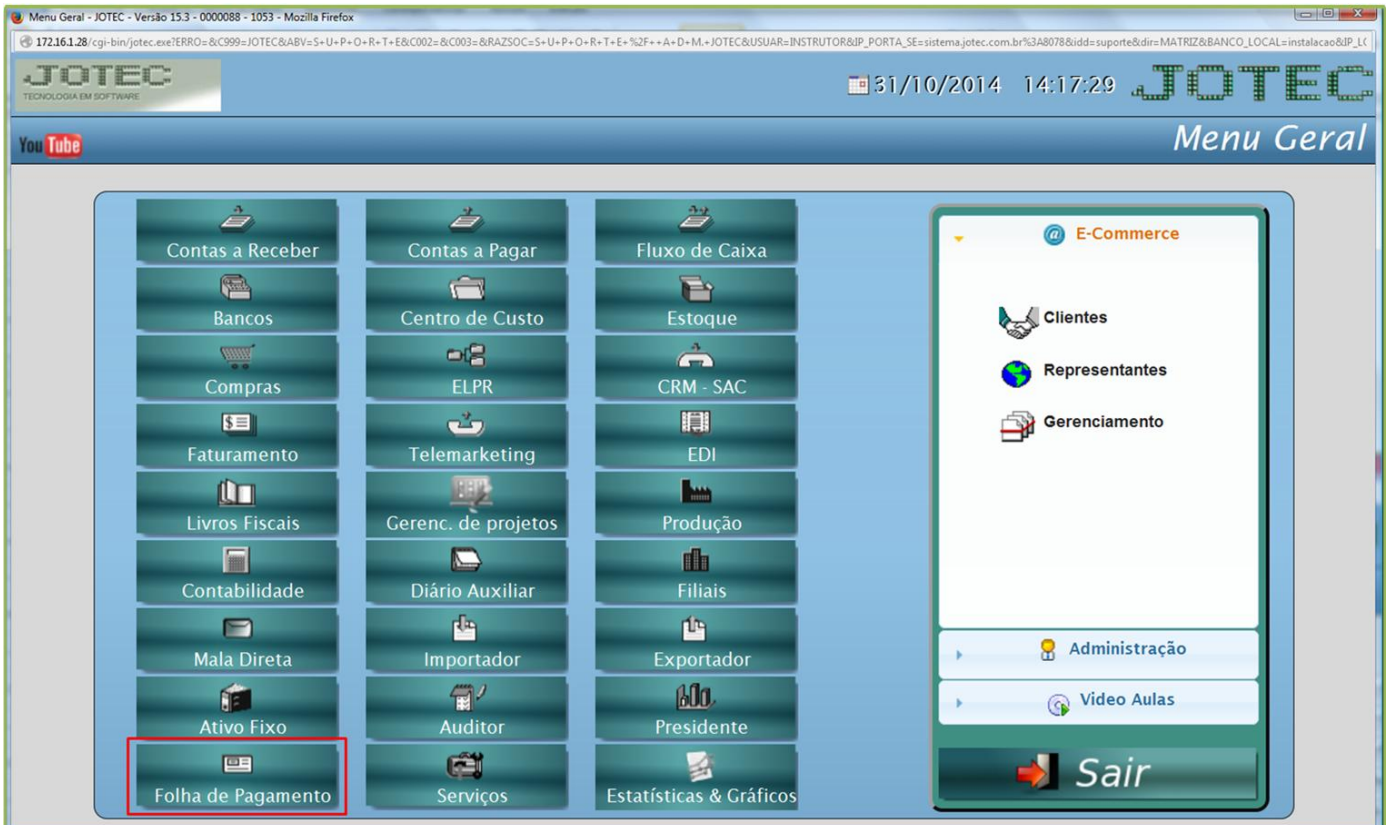 Menu Geral - JOTEC - Versão 15.3 - 0000088 - 1053 - Mozilla Firefox
172.16.1.28/cgi-bin/jotec.exe?ERRO=&C999=JOTEC&ABV=S+U+P+O+R+T+E&C002=&C003=&RAZSOC=S+U+P+O+R+T+E+%2F++A+D+M.+JOTEC&USUAR=INSTRUTOR&IP_PORTA_SE=sistema.jotec.com.br%3A8078&idd=suporte&dir=MATRIZ&BANCO_LOCAL=instalacao&IP_L(
JOTEC
TECNOLOGIA EM SOFTWARE
31/10/2014 14:17:29 JOTEC
You Tube
Menu Geral
Contas a Receber Contas a Pagar Fluxo de Caixa
Bancos Centro de Custo Estoque
Compras ELPR CRM - SAC
Faturamento Telemarketing EDI
Livros Fiscais Gerenc. de projetos Produção
Contabilidade Diário Auxiliar Filiais
Mala Direta Importador Exportador
Ativo Fixo Auditor Presidente
Folha de Pagamento Serviços Estatísticas & Gráficos
E-Commerce
Clientes
Representantes
Gerenciamento
Administração
Video Aulas
Sair